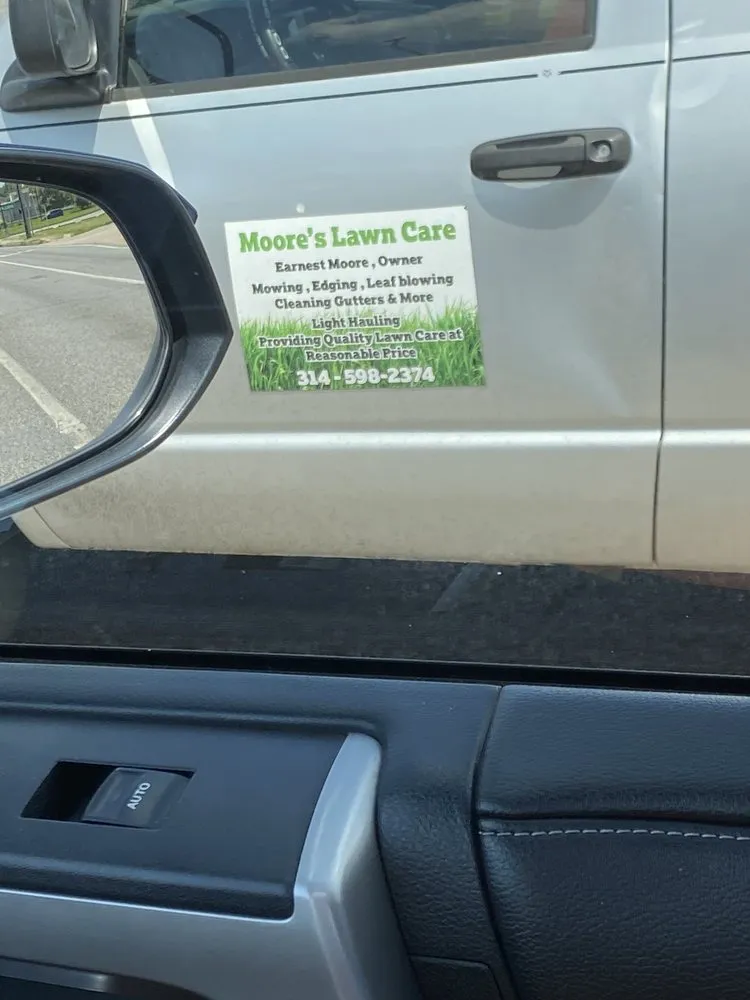 Moore's Lawn Care
Earnest Moore , Owner
Mowing , Edging , Leaf blowing
Cleaning Gutters & More
Light Hauling
Providing Quality Lawn Care at
Reasonable Price
314 - 598-2374
AUTO